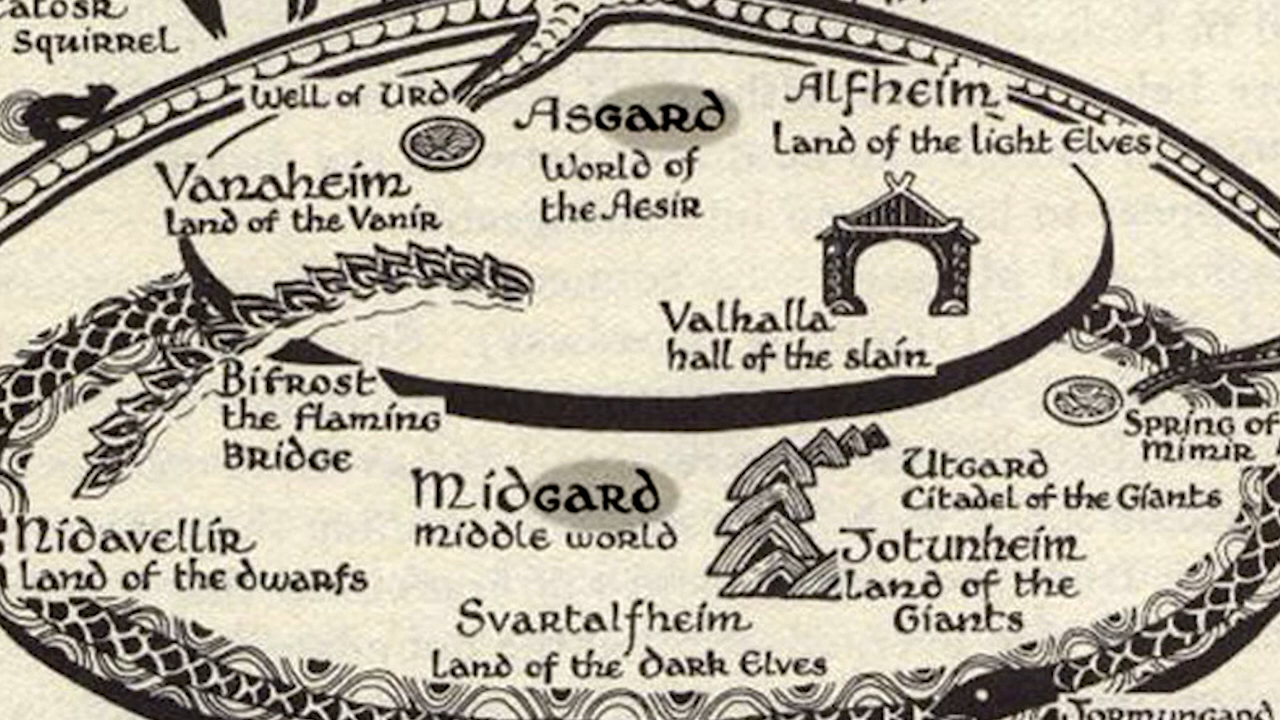 Squirrel
Well of Urd
Asgard
World of
the Aesir
Alfheim
Land of the light Elves
Vanaheim
Land of the Vanir
Valhalla
hall of the slain
Bifrost
the flaming
Bridge
Spring of
Mimir
Midgard
middle world
Utgard
Citadel of the Giants
Nidavellir
Land of the dwarfs
Jotunheim
Land of the
Giants
Svartalfheim
Land of the dark Elves
Jormungand